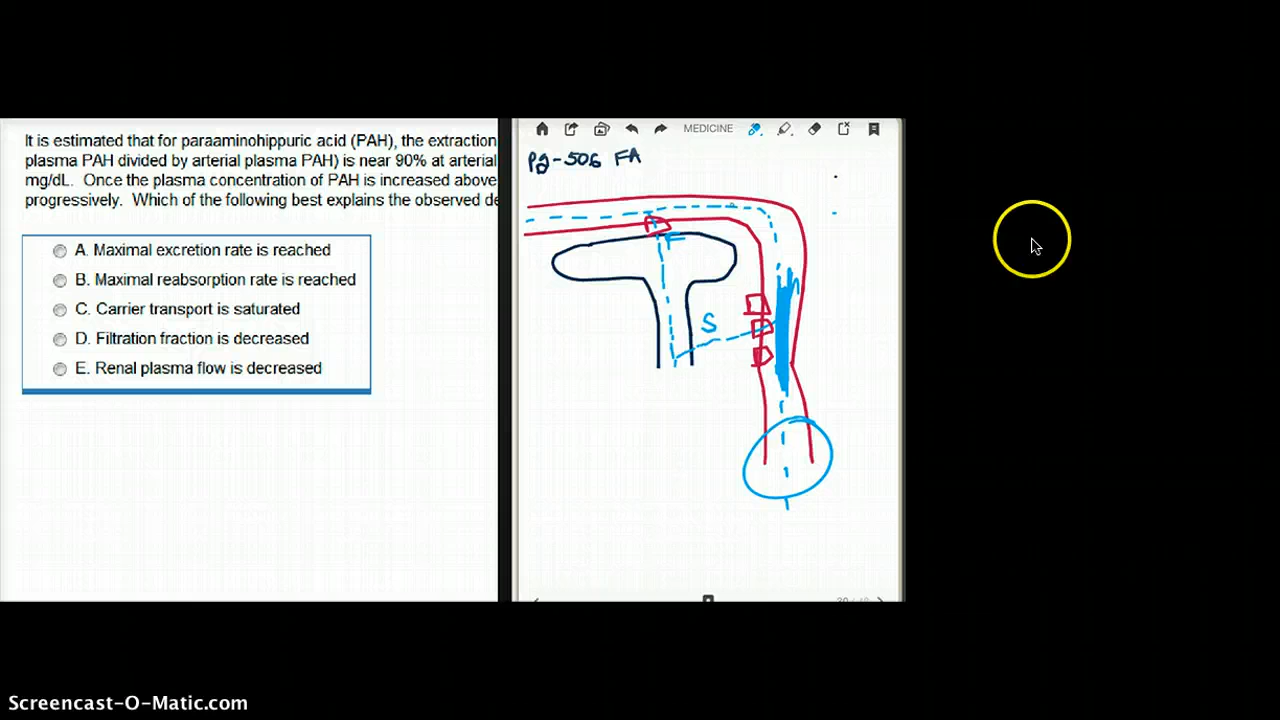 It is estimated that for paraaminohippuric acid (PAH), the extraction
plasma PAH divided by arterial plasma PAH) is near 90% at arterial
mg/dL. Once the plasma concentration of PAH is increased above
progressively. Which of the following best explains the observed de
A. Maximal excretion rate is reached
B. Maximal reabsorption rate is reached
C. Carrier transport is saturated
D. Filtration fraction is decreased
E. Renal plasma flow is decreased
MEDICINE
Pg-506 FA
F
S
Screencast-O-Matic.com